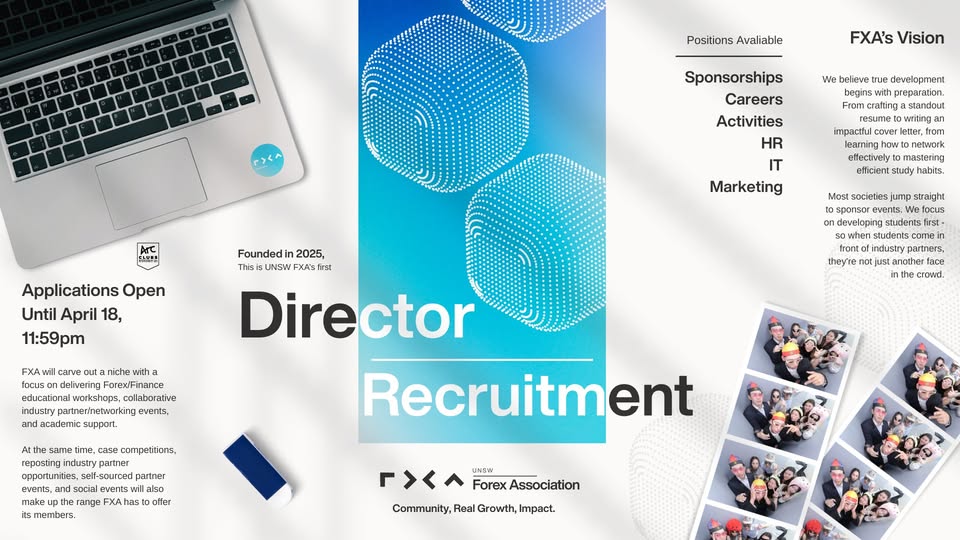 Applications Open
Until April 18,
11:59pm
FXA will carve out a niche with a
focus on delivering Forex/Finance
educational workshops, collaborative
industry partner/networking events,
and academic support.
At the same time, case competitions,
reposting industry partner
opportunities, self-sourced partner
events, and social events will also
make up the range FXA has to offer
its members.
Arc
CLUBS
Founded in 2025,
This is UNSW FXA's first
Director
Recruitment
UNSW
Forex Association
Community, Real Growth, Impact.
Positions Avaliable
Sponsorships
Careers
Activities
HR
IT
Marketing
FXA's Vision
We believe true development
begins with preparation.
From crafting a standout
resume to writing an
impactful cover letter, from
learning how to network
effectively to mastering
efficient study habits.
Most societies jump straight
to sponsor events. We focus
on developing students first -
so when students come in
front of industry partners,
they're not just another face
in the crowd.